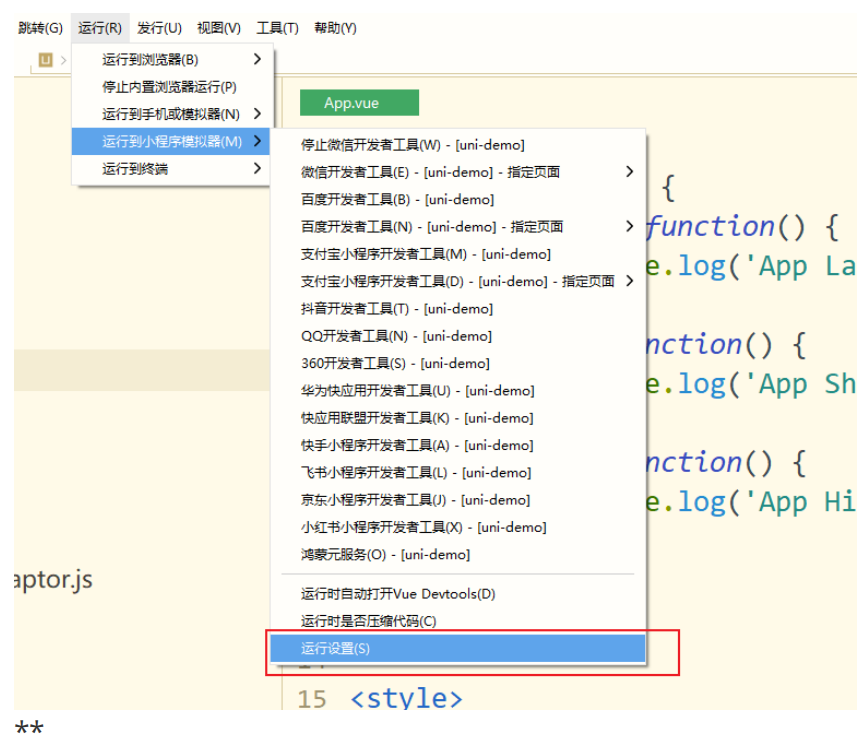 跳转(G) 运行(R) 发行(U) 视图(V) 工具(T) 帮助(Y)
运行到浏览器(B)
停止内置浏览器运行(P)
运行到手机或模拟器(N)
运行到小程序模拟器(M)
运行到终端
App.vue
停止微信开发者工具(W) - [uni-demo]
微信开发者工具(E) - [uni-demo] - 指定页面
百度开发者工具(B) - [uni-demo]
百度开发者工具(N) - [uni-demo] - 指定页面
支付宝小程序开发者工具(M) - [uni-demo]
支付宝小程序开发者工具(D) - [uni-demo] - 指定页面
抖音开发者工具(T) - [uni-demo]
QQ开发者工具(N) - [uni-demo]
360开发者工具(S) - [uni-demo]
华为快应用开发者工具(U) - [uni-demo]
快应用联盟开发者工具(K) - [uni-demo]
快手小程序开发者工具(A) - [uni-demo]
飞书小程序开发者工具(L) - [uni-demo]
京东小程序开发者工具(J) - [uni-demo]
小红书小程序开发者工具(X) - [uni-demo]
鸿蒙元服务(O) - [uni-demo]
运行时自动打开Vue Devtools(D)
运行时是否压缩代码(C)
运行设置(S)
{
function() {
e.log('App La
nction() {
e.log('App Sh
nction() {
e.log('App Hi
aptor.js
15 <style>
**